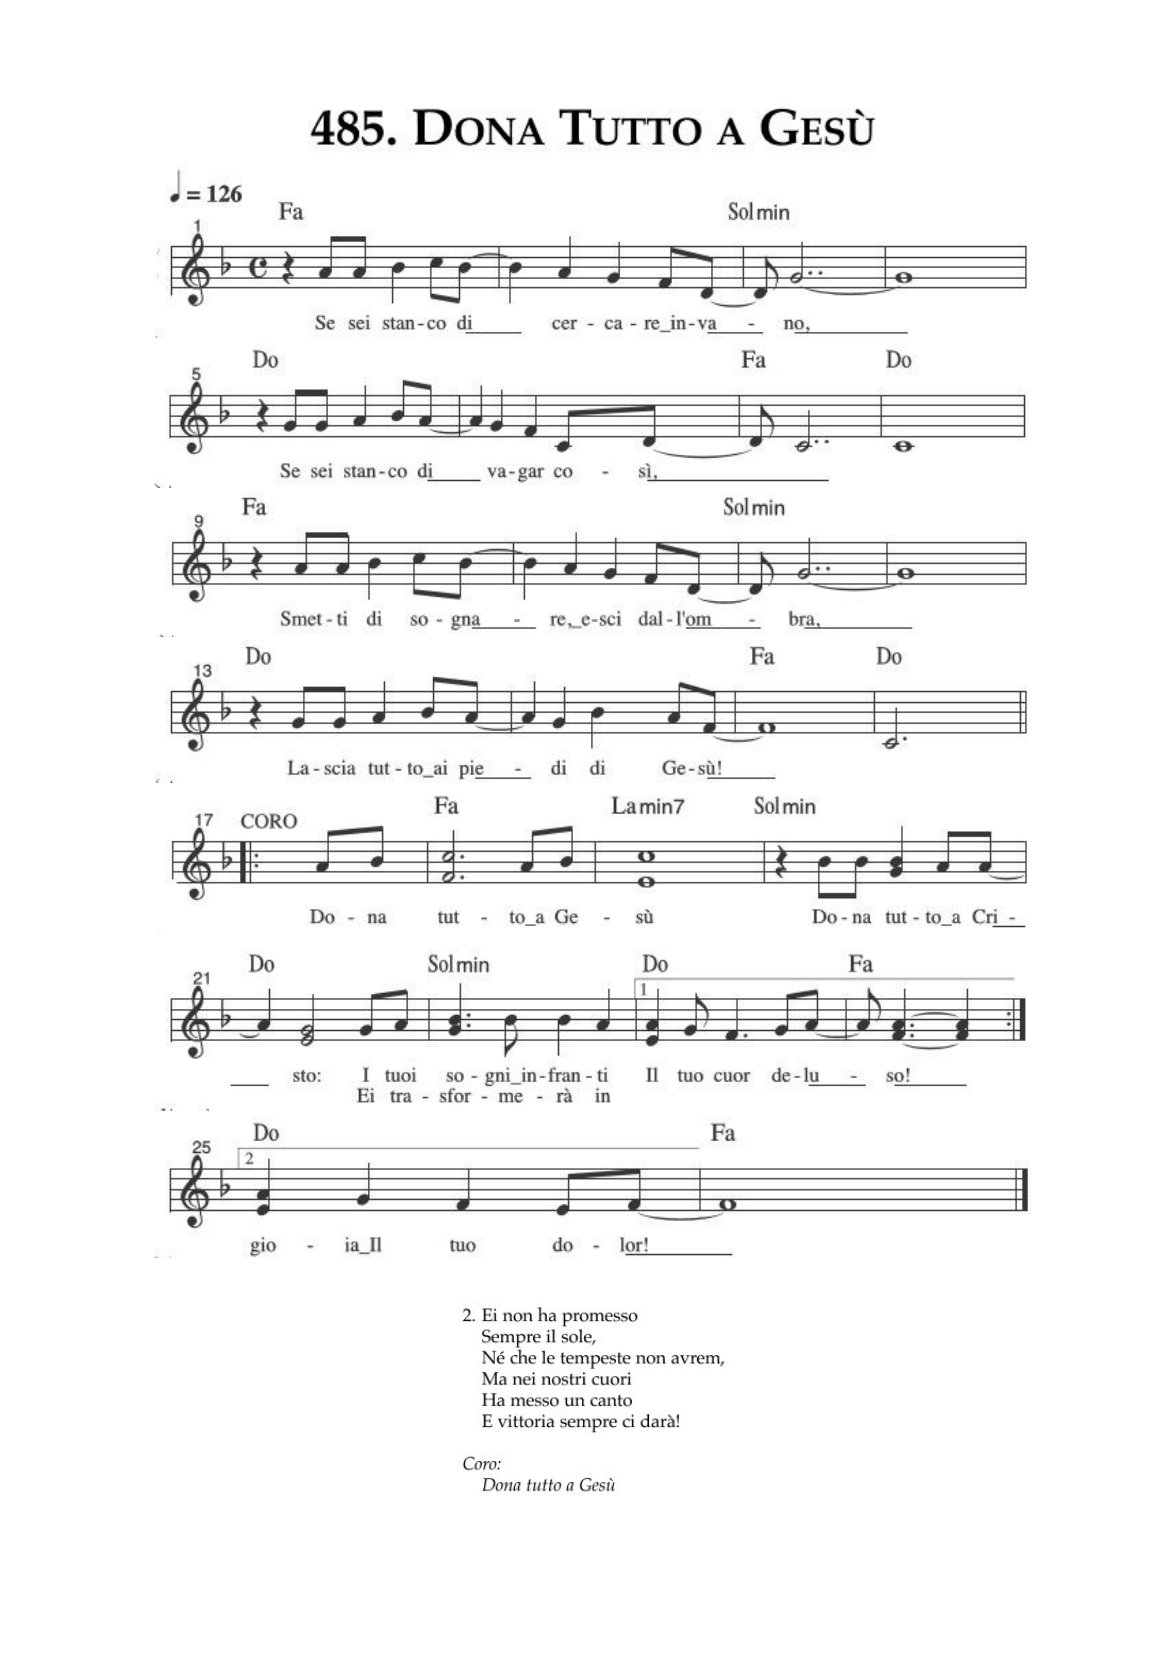 485. Dona Tutto a Gesù
= 126
Fa Solmin
1
Se sei stan-co di cer - ca - re_in-va - no,
Do Fa Do
5
Se sei stan-co di va-gar co - sì,
Fa Solmin
9
Smet-ti di so - gna - re,_e-sci dal-l'om - bra,
Do Fa Do
13
La-scia tut-to_ai pie - di di Ge-sù!
Fa Lamin7 Solmin
17 CORO
Do - na tut - to_a Ge - sù Do-na tut-to_a Cri -
Do Solmin Do Fa
21 1
sto: I tuoi so-gni_in-fran-ti Il tuo cuor de-lu - so!
Ei tra - sfor - me - rà in
Do Fa
25 2
gio - ia_Il tuo do - lor!
2. Ei non ha promesso
Sempre il sole,
Né che le tempeste non avrem,
Ma nei nostri cuori
Ha messo un canto
E vittoria sempre ci darà!
Coro:
Dona tutto a Gesù